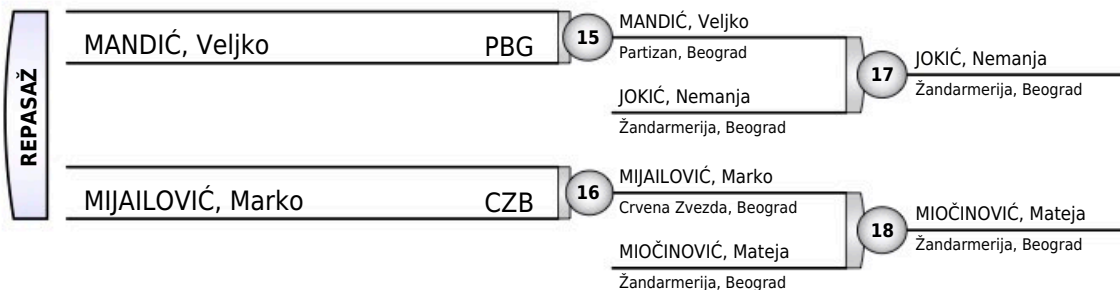 REPASAŽ
MANDIĆ, Veljko PBG
15
MANDIĆ, Veljko
Partizan, Beograd
JOKIĆ, Nemanja
Žandarmerija, Beograd
17
JOKIĆ, Nemanja
Žandarmerija, Beograd
MIJAILOVIĆ, Marko CZB
16
MIJAILOVIĆ, Marko
Crvena Zvezda, Beograd
MIOČINOVIĆ, Mateja
Žandarmerija, Beograd
18
MIOČINOVIĆ, Mateja
Žandarmerija, Beograd